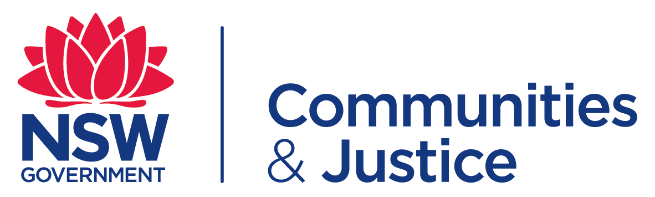 NSW
GOVERNMENT
Communities
& Justice